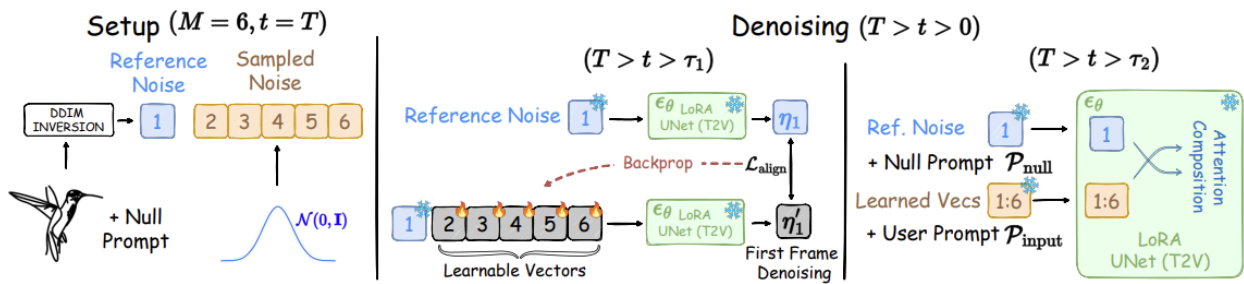 Setup (M = 6, t = T)
Reference Noise
Sampled Noise
DDIM INVERSION
1
2 3 4 5 6
+ Null Prompt
𝒩(0, I)
Denoising (T > t > 0)
(T > t > τ₁)
Reference Noise
1
ϵθ LoRA
UNet (T2V)
η₁
Backprop
ℒalign
1 2 3 4 5 6
ϵθ LoRA
UNet (T2V)
η′₁
Learnable Vectors
First Frame
Denoising
(T > t > τ₂)
Ref. Noise
1
+ Null Prompt 𝒫null
Learned Vecs
1:6
+ User Prompt 𝒫input
ϵθ
1
1:6
Attention
Composition
LoRA
UNet (T2V)